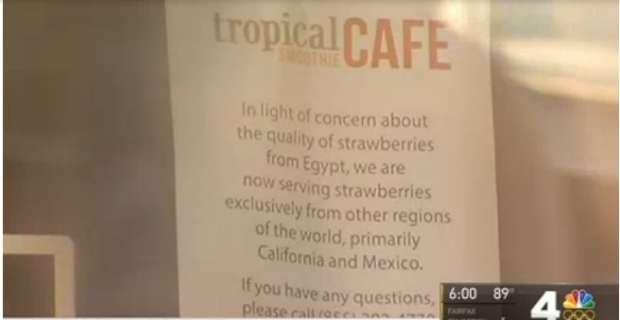 tropical CAFE
SMOOTHIE
In light of concern about
the quality of strawberries
from Egypt, we are
now serving strawberries
exclusively from other regions
of the world, primarily
California and Mexico.
If you have any questions,
please call
6:00 89°
4
FAIRFAX